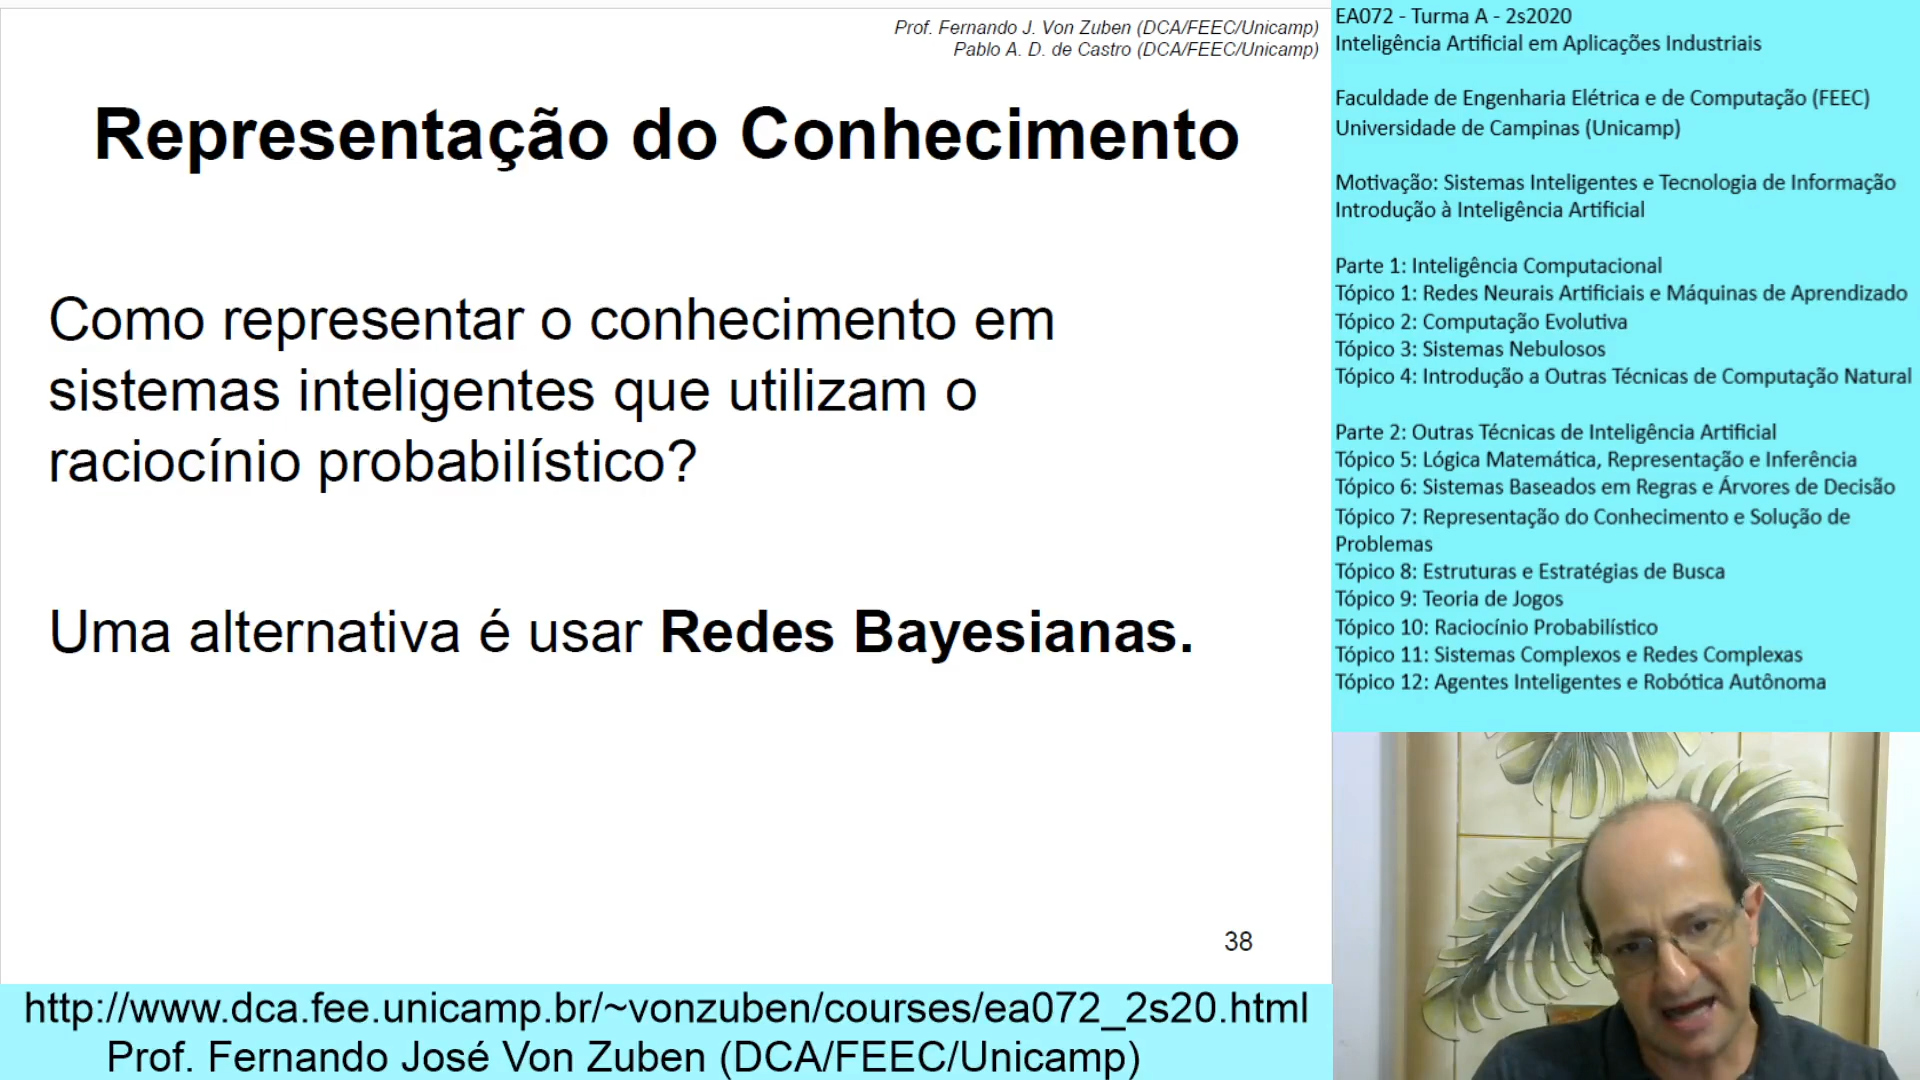 Prof. Fernando J. Von Zuben (DCA/FEEC/Unicamp)
Pablo A. D. de Castro (DCA/FEEC/Unicamp)
Representação do Conhecimento
Como representar o conhecimento em
sistemas inteligentes que utilizam o
raciocínio probabilístico?
Uma alternativa é usar Redes Bayesianas.
38
http://www.dca.fee.unicamp.br/~vonzuben/courses/ea072_2s20.html
Prof. Fernando José Von Zuben (DCA/FEEC/Unicamp)
EA072 - Turma A - 2s2020
Inteligência Artificial em Aplicações Industriais
Faculdade de Engenharia Elétrica e de Computação (FEEC)
Universidade de Campinas (Unicamp)
Motivação: Sistemas Inteligentes e Tecnologia de Informação
Introdução à Inteligência Artificial
Parte 1: Inteligência Computacional
Tópico 1: Redes Neurais Artificiais e Máquinas de Aprendizado
Tópico 2: Computação Evolutiva
Tópico 3: Sistemas Nebulosos
Tópico 4: Introdução a Outras Técnicas de Computação Natural
Parte 2: Outras Técnicas de Inteligência Artificial
Tópico 5: Lógica Matemática, Representação e Inferência
Tópico 6: Sistemas Baseados em Regras e Árvores de Decisão
Tópico 7: Representação do Conhecimento e Solução de
Problemas
Tópico 8: Estruturas e Estratégias de Busca
Tópico 9: Teoria de Jogos
Tópico 10: Raciocínio Probabilístico
Tópico 11: Sistemas Complexos e Redes Complexas
Tópico 12: Agentes Inteligentes e Robótica Autônoma